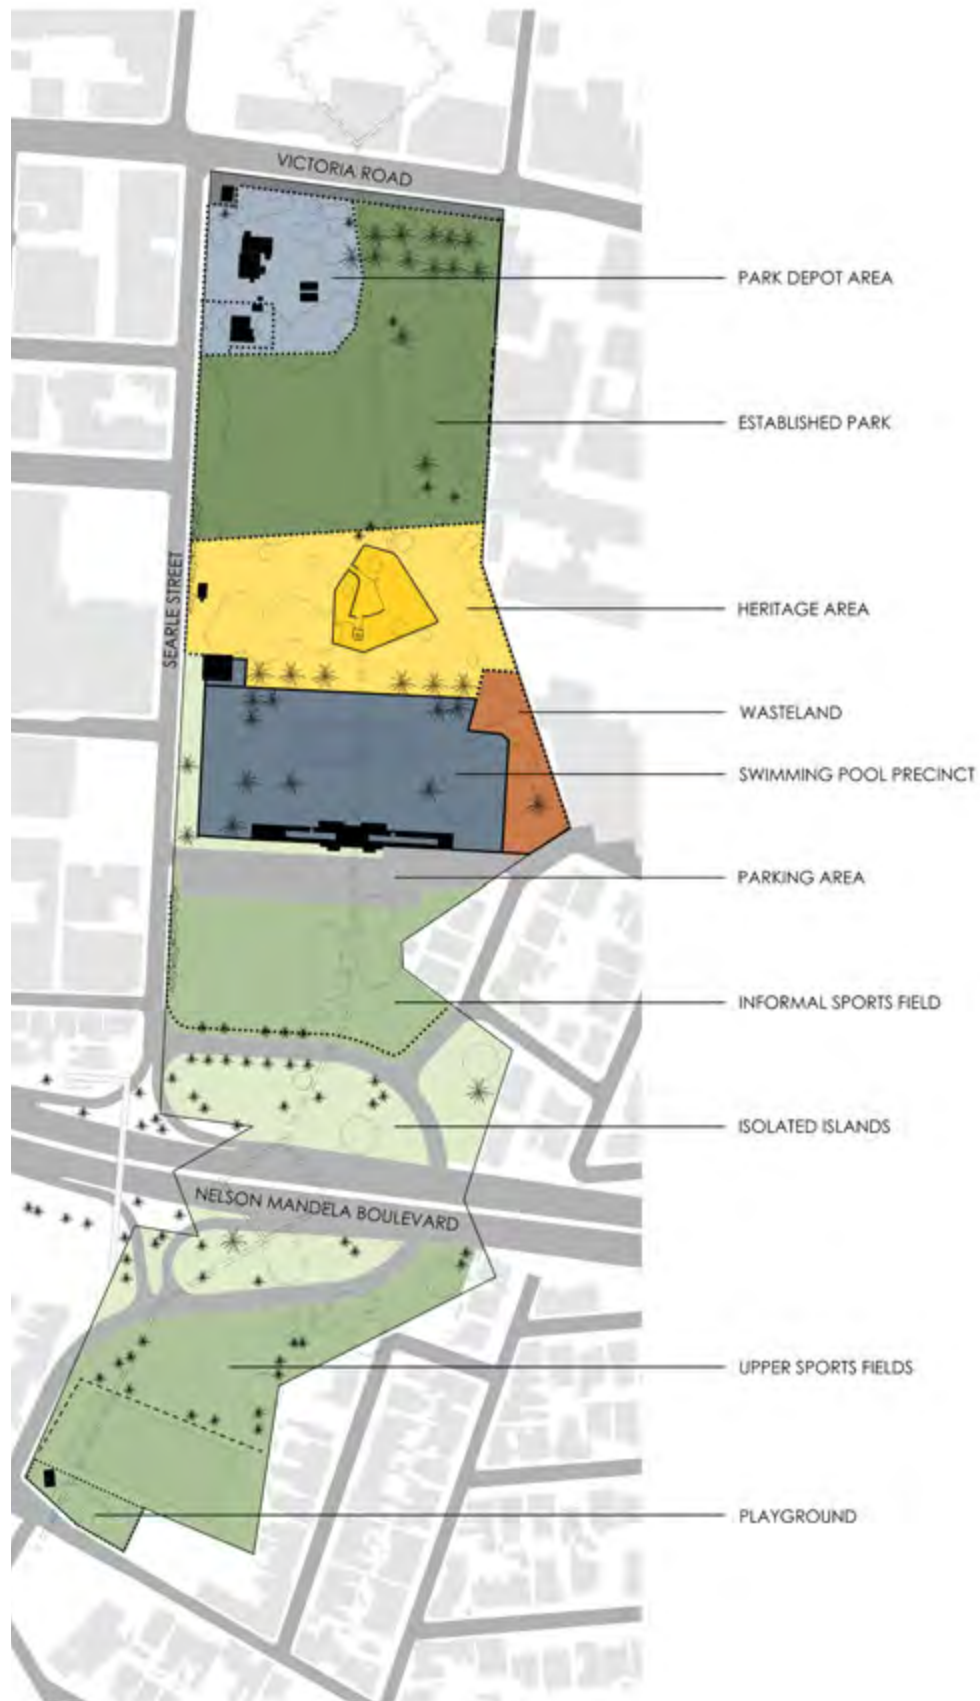 VICTORIA ROAD
PARK DEPOT AREA
ESTABLISHED PARK
SEARLE STREET
HERITAGE AREA
WASTELAND
SWIMMING POOL PRECINCT
PARKING AREA
INFORMAL SPORTS FIELD
ISOLATED ISLANDS
NELSON MANDELA BOULEVARD
UPPER SPORTS FIELDS
PLAYGROUND